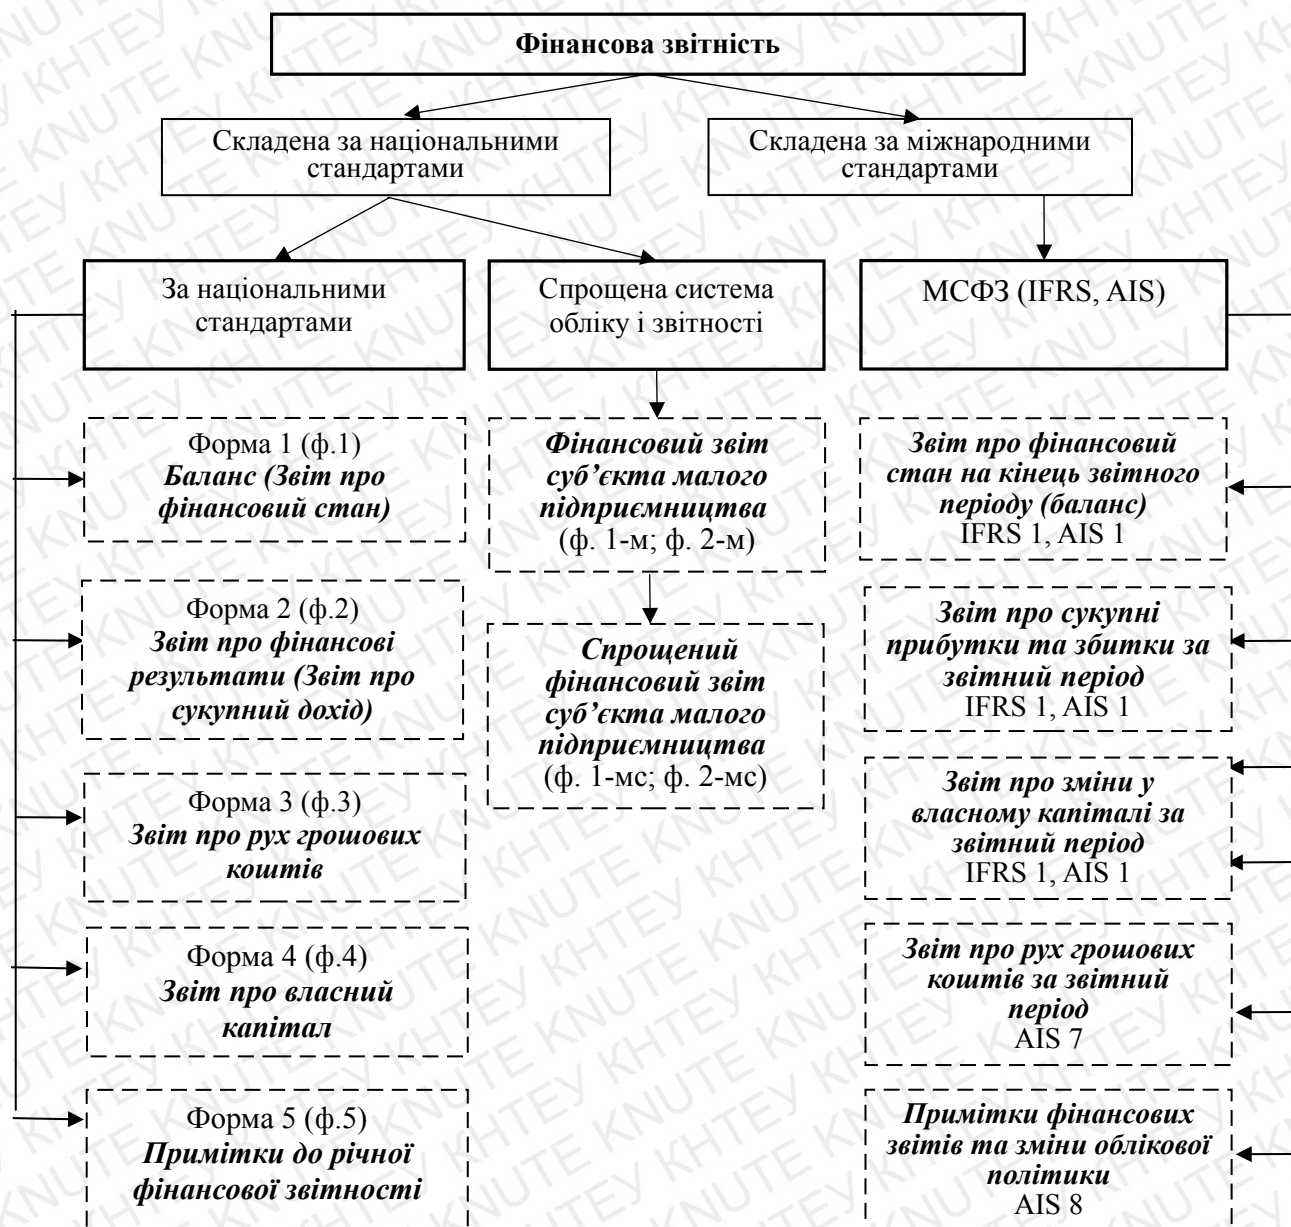 Фінансова звітність
Складена за національними
стандартами
Складена за міжнародними
стандартами
За національними
стандартами
Спрощена система
обліку і звітності
МСФЗ (IFRS, AIS)
Форма 1 (ф.1)
Баланс (Звіт про
фінансовий стан)
Форма 2 (ф.2)
Звіт про фінансові
результати (Звіт про
сукупний дохід)
Форма 3 (ф.3)
Звіт про рух грошових
коштів
Форма 4 (ф.4)
Звіт про власний
капітал
Форма 5 (ф.5)
Примітки до річної
фінансової звітності
Фінансовий звіт
суб’єкта малого
підприємництва
(ф. 1-м; ф. 2-м)
Спрощений
фінансовий звіт
суб’єкта малого
підприємництва
(ф. 1-мс; ф. 2-мс)
Звіт про фінансовий
стан на кінець звітного
періоду (баланс)
IFRS 1, AIS 1
Звіт про сукупні
прибутки та збитки за
звітний період
IFRS 1, AIS 1
Звіт про зміни у
власному капіталі за
звітний період
IFRS 1, AIS 1
Звіт про рух грошових
коштів за звітний
період
AIS 7
Примітки фінансових
звітів та зміни облікової
політики
AIS 8
КНТЕУ KNUTE